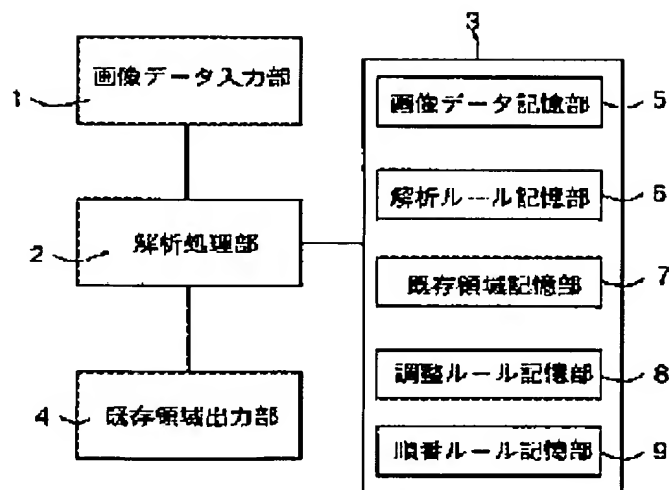 3
画像データ入力部
1
画像データ記憶部
5
解析ルール記憶部
6
解析処理部
2
既存領域記憶部
7
調整ルール記憶部
8
既存領域出力部
4
順番ルール記憶部
9